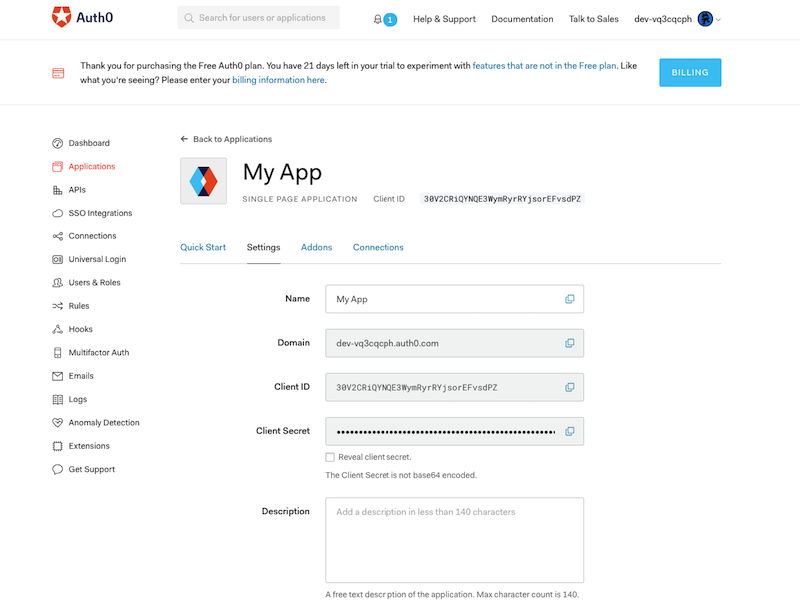 Auth0
Search for users or applications
1
Help & Support
Documentation
Talk to Sales
dev-vq3cqcph
Thank you for purchasing the Free Auth0 plan. You have 21 days left in your trial to experiment with features that are not in the Free plan. Like
what you're seeing? Please enter your billing information here.
BILLING
Dashboard
Applications
APIs
SSO Integrations
Connections
Universal Login
Users & Roles
Rules
Hooks
Multifactor Auth
Emails
Logs
Anomaly Detection
Extensions
Get Support
Back to Applications
My App
SINGLE PAGE APPLICATION
Client ID
30V2CRiQYNQE3WymRyrRYjsorEFvsdPZ
Quick Start
Settings
Addons
Connections
Name
My App
Domain
dev-vq3cqcph.auth0.com
Client ID
30V2CRiQYNQE3WymRyrRYjsorEFvsdPZ
Client Secret
Reveal client secret.
The Client Secret is not base64 encoded.
Description
Add a description in less than 140 characters
A free text description of the application. Max character count is 140.